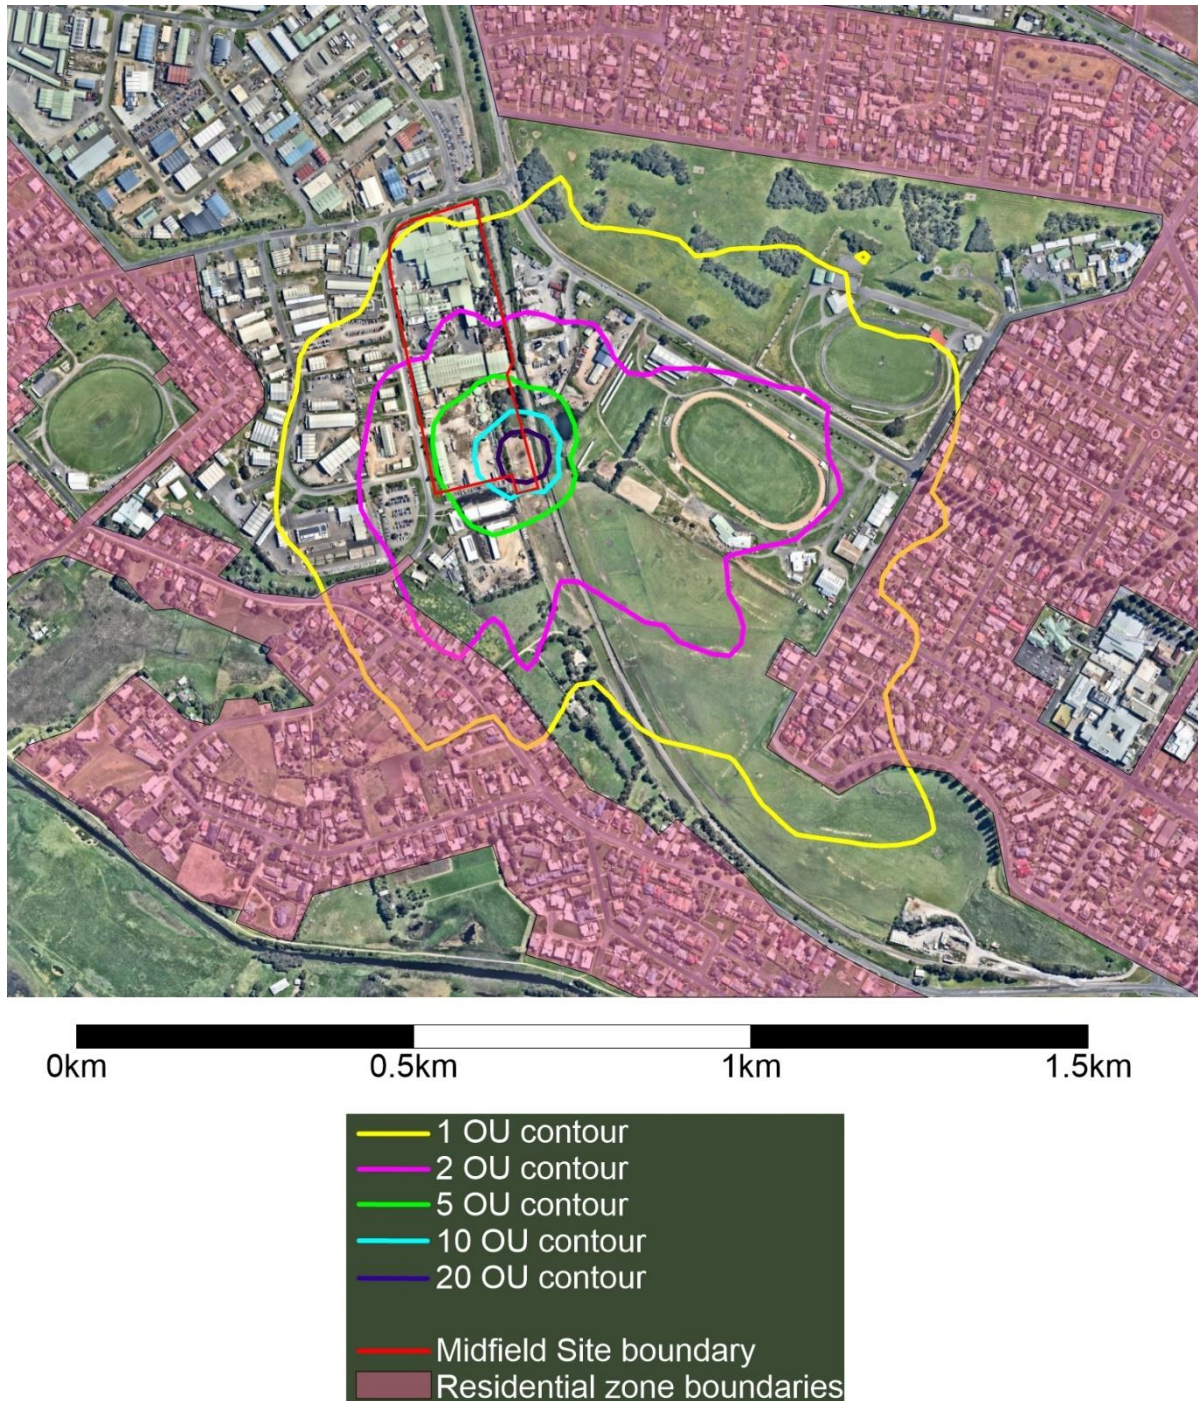 0km 0.5km 1km 1.5km
1 OU contour
2 OU contour
5 OU contour
10 OU contour
20 OU contour
Midfield Site boundary
Residential zone boundaries